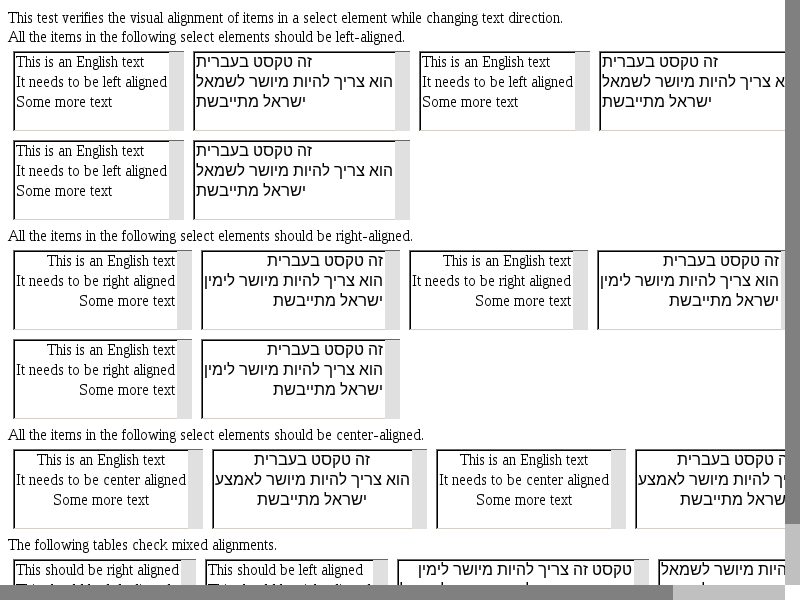 This test verifies the visual alignment of items in a select element while changing text direction.
All the items in the following select elements should be left-aligned.
This is an English text
It needs to be left aligned
Some more text
זה טקסט בעברית
הוא צריך להיות מיושר לשמאל
ישראל מתייבשת
This is an English text
It needs to be left aligned
Some more text
זה טקסט בעברית
צריך להיות מיושר לשמאל
ישראל מתייבשת
This is an English text
It needs to be left aligned
Some more text
זה טקסט בעברית
הוא צריך להיות מיושר לשמאל
ישראל מתייבשת
All the items in the following select elements should be right-aligned.
This is an English text
It needs to be right aligned
Some more text
זה טקסט בעברית
הוא צריך להיות מיושר לימין
ישראל מתייבשת
This is an English text
It needs to be right aligned
Some more text
זה טקסט בעברית
הוא צריך להיות מיושר לימין
ישראל מתייבשת
This is an English text
It needs to be right aligned
Some more text
זה טקסט בעברית
הוא צריך להיות מיושר לימין
ישראל מתייבשת
All the items in the following select elements should be center-aligned.
This is an English text
It needs to be center aligned
Some more text
זה טקסט בעברית
הוא צריך להיות מיושר לאמצע
ישראל מתייבשת
This is an English text
It needs to be center aligned
Some more text
טקסט בעברית
להיות מיושר לאמצע
The following tables check mixed alignments.
This should be right aligned
This should be left aligned
טקסט זה צריך להיות מיושר לימין
מיושר לשמאל